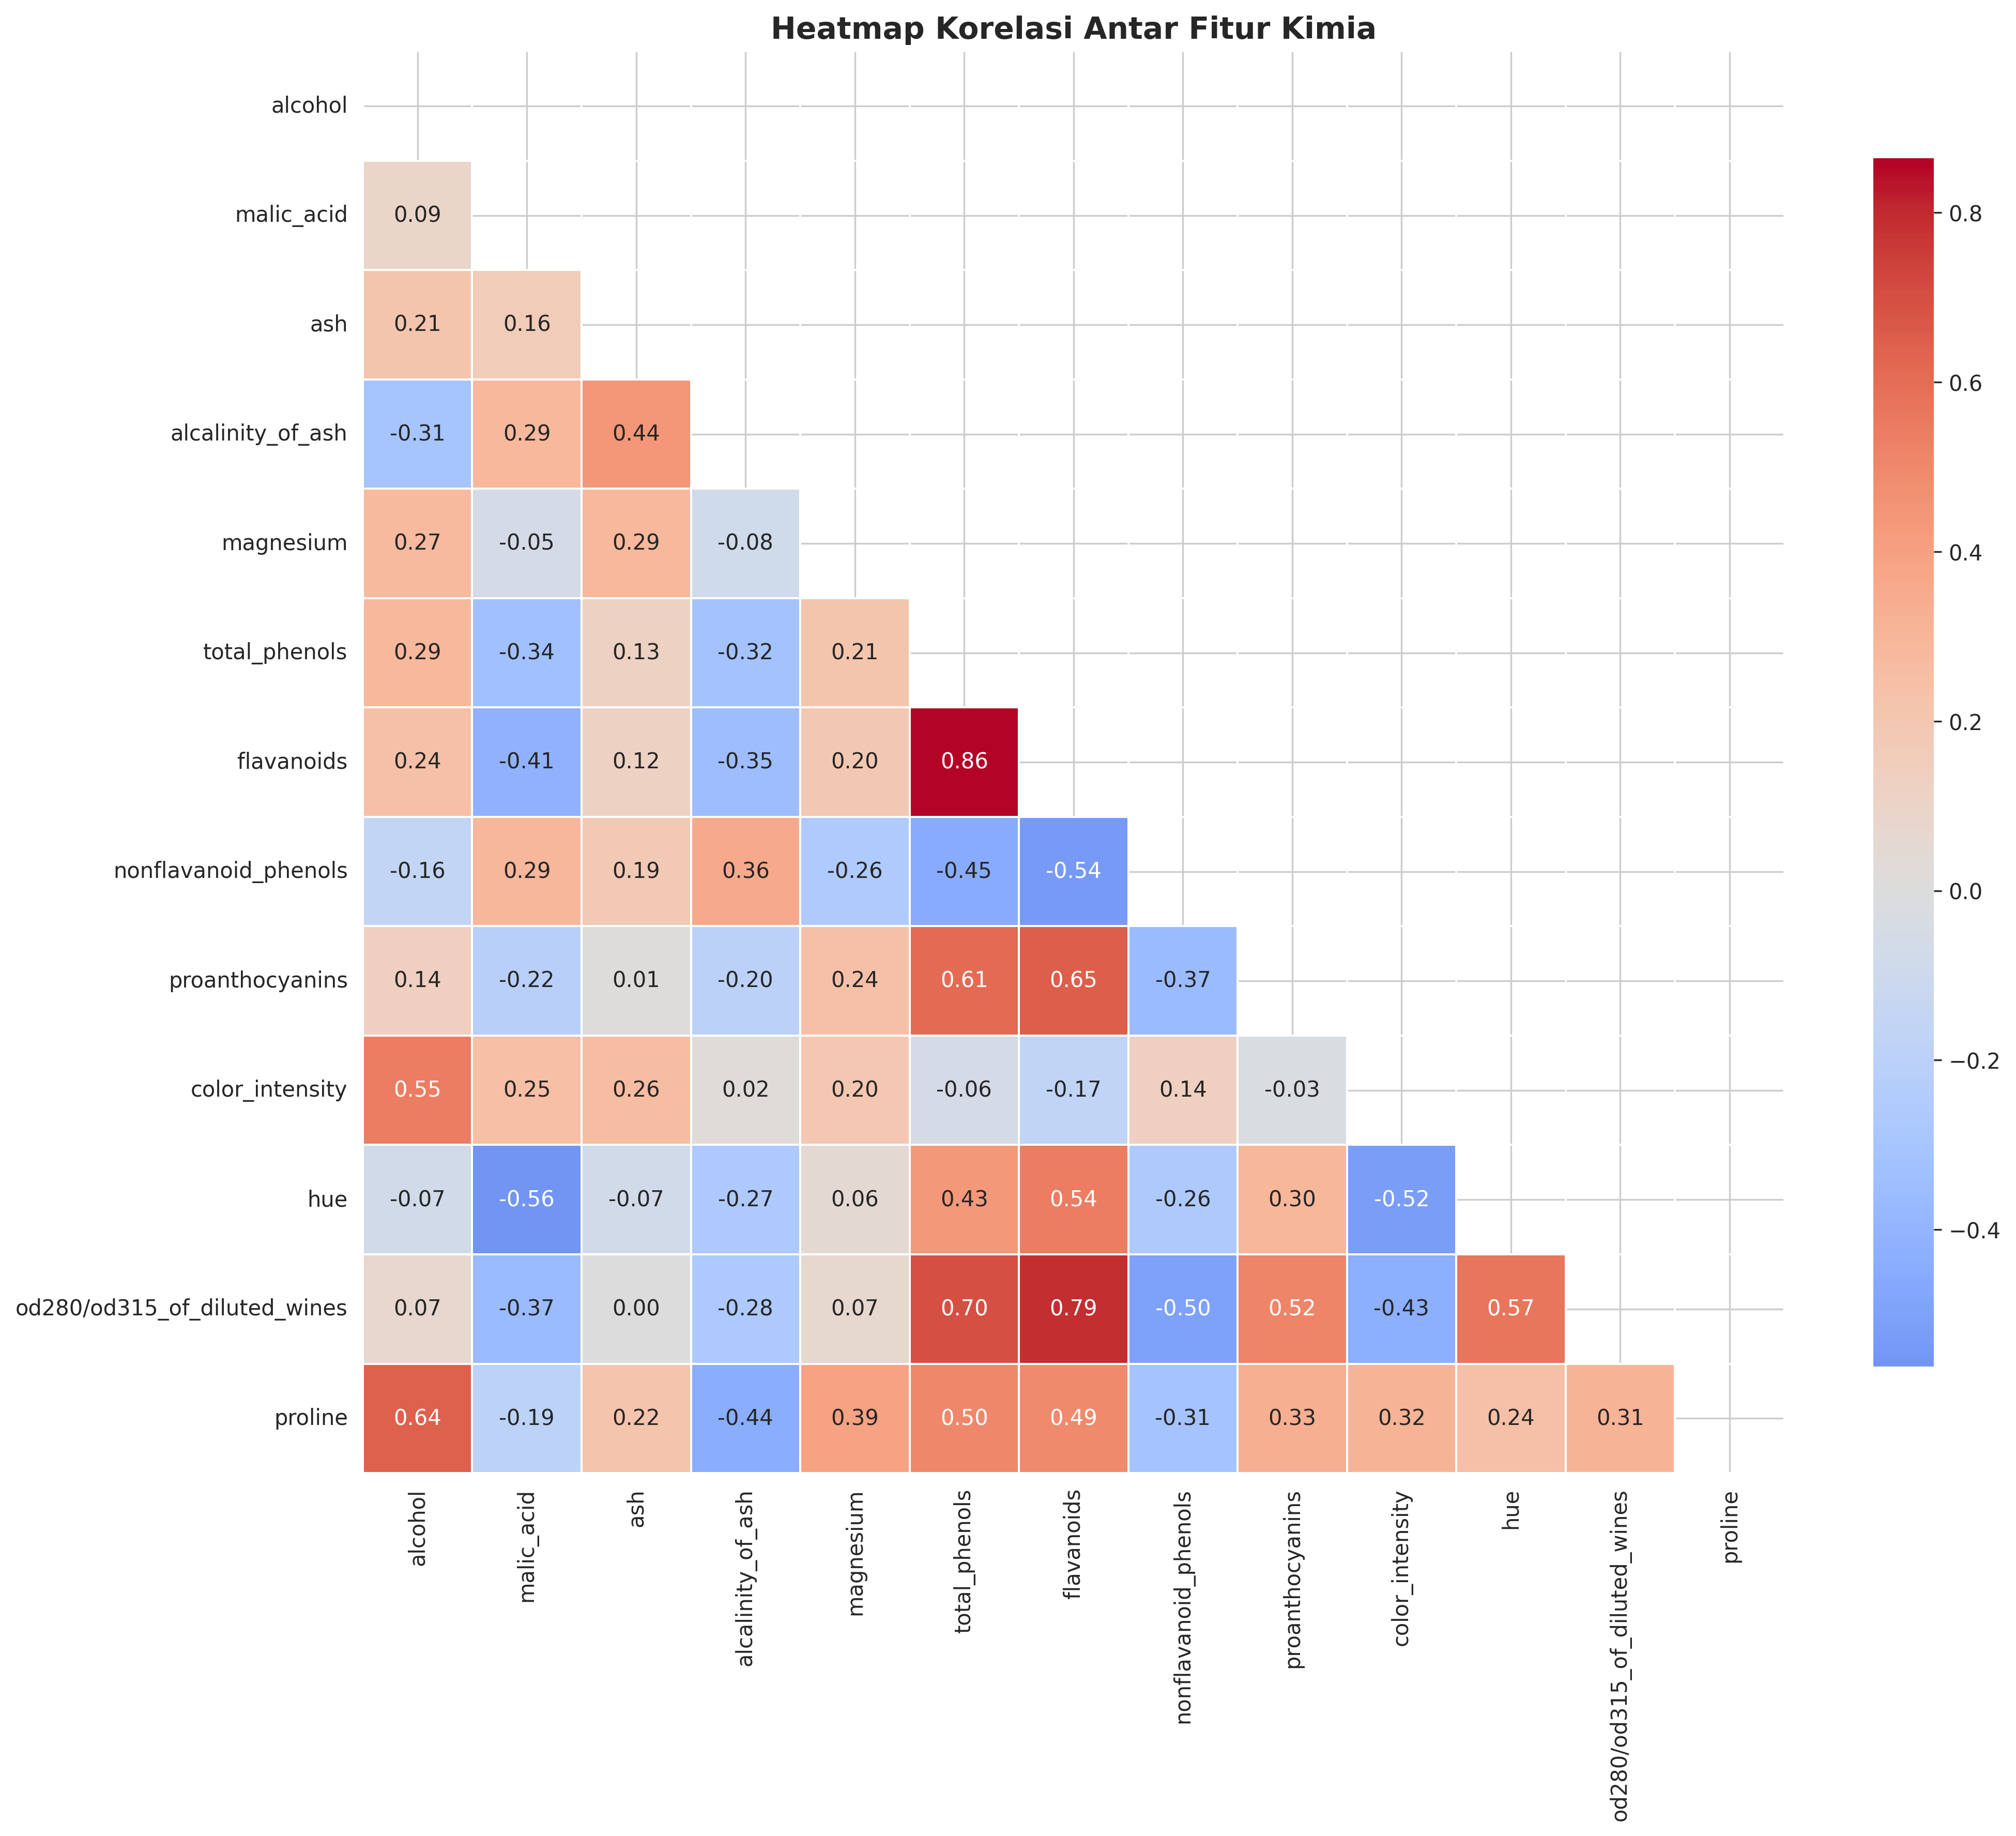 Heatmap Korelasi Antar Fitur Kimia
alcohol
malic_acid 0.09
ash 0.21 0.16
alcalinity_of_ash -0.31 0.29 0.44
magnesium 0.27 -0.05 0.29 -0.08
total_phenols 0.29 -0.34 0.13 -0.32 0.21
flavanoids 0.24 -0.41 0.12 -0.35 0.20 0.86
nonflavanoid_phenols -0.16 0.29 0.19 0.36 -0.26 -0.45 -0.54
proanthocyanins 0.14 -0.22 0.01 -0.20 0.24 0.61 0.65 -0.37
color_intensity 0.55 0.25 0.26 0.02 0.20 -0.06 -0.17 0.14 -0.03
hue -0.07 -0.56 -0.07 -0.27 0.06 0.43 0.54 -0.26 0.30 -0.52
od280/od315_of_diluted_wines 0.07 -0.37 0.00 -0.28 0.07 0.70 0.79 -0.50 0.52 -0.43 0.57
proline 0.64 -0.19 0.22 -0.44 0.39 0.50 0.49 -0.31 0.33 0.32 0.24 0.31
alcohol
malic_acid
ash
alcalinity_of_ash
magnesium
total_phenols
flavanoids
nonflavanoid_phenols
proanthocyanins
color_intensity
hue
od280/od315_of_diluted_wines
proline
0.8
0.6
0.4
0.2
0.0
−0.2
−0.4